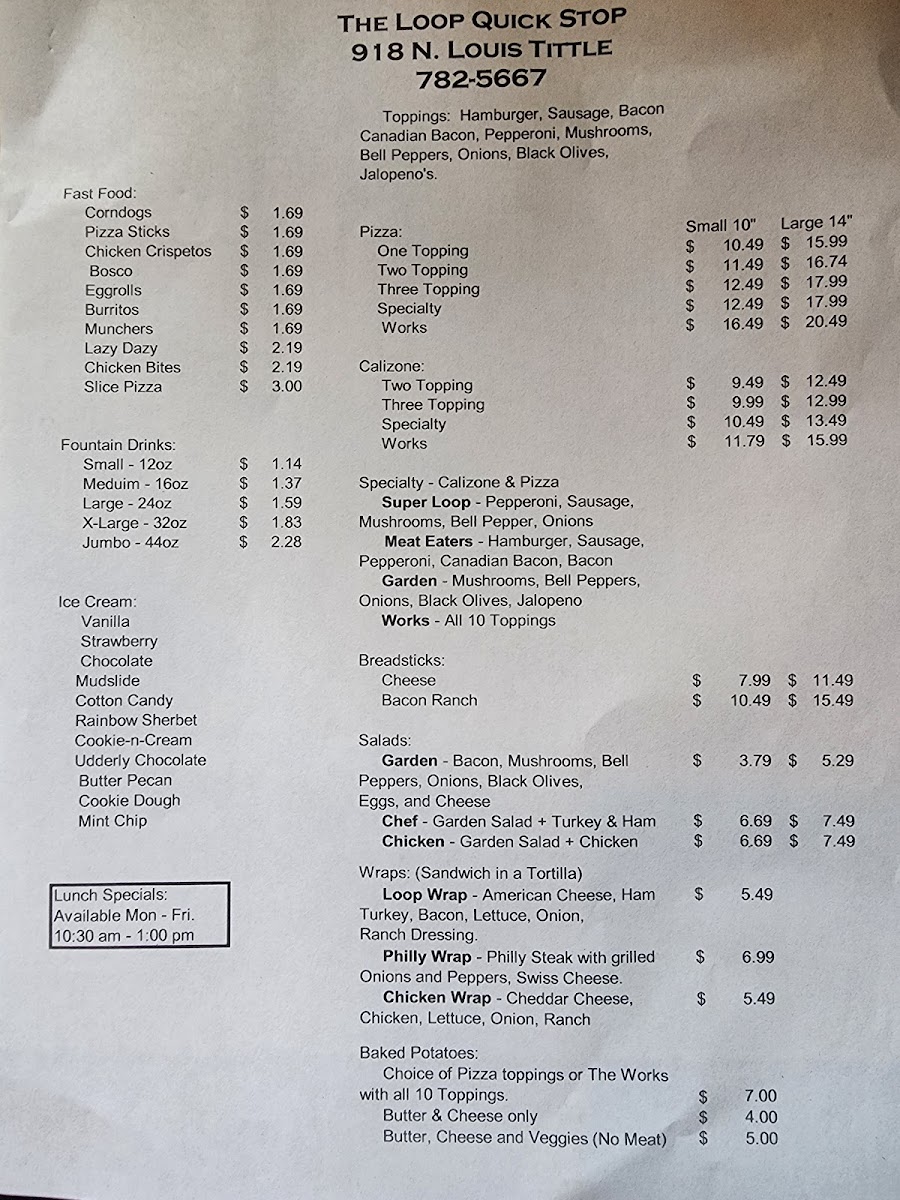 THE LOOP QUICK STOP
918 N. LOUIS TITTLE
782-5667
Toppings: Hamburger, Sausage, Bacon
Canadian Bacon, Pepperoni, Mushrooms,
Bell Peppers, Onions, Black Olives,
Jalopeno's.
Fast Food:
Corndogs $ 1.69
Pizza Sticks $ 1.69
Chicken Crispetos $ 1.69
Bosco $ 1.69
Eggrolls $ 1.69
Burritos $ 1.69
Munchers $ 1.69
Lazy Dazy $ 2.19
Chicken Bites $ 2.19
Slice Pizza $ 3.00
Fountain Drinks:
Small - 12oz $ 1.14
Meduim - 16oz $ 1.37
Large - 24oz $ 1.59
X-Large - 32oz $ 1.83
Jumbo - 44oz $ 2.28
Ice Cream:
Vanilla
Strawberry
Chocolate
Mudslide
Cotton Candy
Rainbow Sherbet
Cookie-n-Cream
Udderly Chocolate
Butter Pecan
Cookie Dough
Mint Chip
Lunch Specials:
Available Mon - Fri.
10:30 am - 1:00 pm
Pizza: Small 10" Large 14"
One Topping $ 10.49 $ 15.99
Two Topping $ 11.49 $ 16.74
Three Topping $ 12.49 $ 17.99
Specialty $ 12.49 $ 17.99
Works $ 16.49 $ 20.49
Calizone:
Two Topping $ 9.49 $ 12.49
Three Topping $ 9.99 $ 12.99
Specialty $ 10.49 $ 13.49
Works $ 11.79 $ 15.99
Specialty - Calizone & Pizza
Super Loop - Pepperoni, Sausage,
Mushrooms, Bell Pepper, Onions
Meat Eaters - Hamburger, Sausage,
Pepperoni, Canadian Bacon, Bacon
Garden - Mushrooms, Bell Peppers,
Onions, Black Olives, Jalopeno
Works - All 10 Toppings
Breadsticks:
Cheese $ 7.99 $ 11.49
Bacon Ranch $ 10.49 $ 15.49
Salads:
Garden - Bacon, Mushrooms, Bell $ 3.79 $ 5.29
Peppers, Onions, Black Olives,
Eggs, and Cheese
Chef - Garden Salad + Turkey & Ham $ 6.69 $ 7.49
Chicken - Garden Salad + Chicken $ 6.69 $ 7.49
Wraps: (Sandwich in a Tortilla)
Loop Wrap - American Cheese, Ham $ 5.49
Turkey, Bacon, Lettuce, Onion,
Ranch Dressing.
Philly Wrap - Philly Steak with grilled $ 6.99
Onions and Peppers, Swiss Cheese.
Chicken Wrap - Cheddar Cheese, $ 5.49
Chicken, Lettuce, Onion, Ranch
Baked Potatoes:
Choice of Pizza toppings or The Works
with all 10 Toppings. $ 7.00
Butter & Cheese only $ 4.00
Butter, Cheese and Veggies (No Meat) $ 5.00